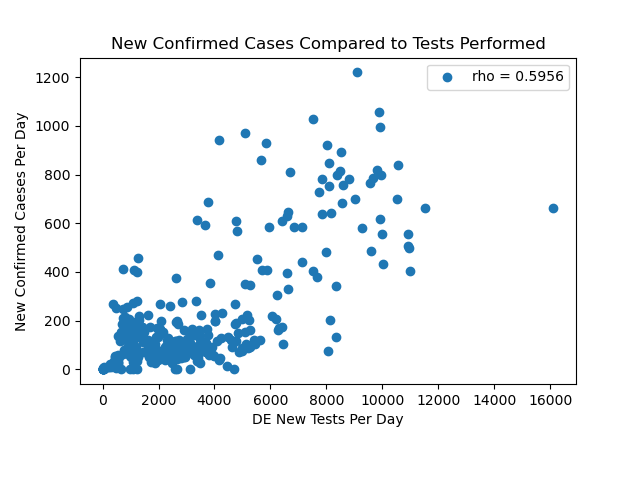 New Confirmed Cases Compared to Tests Performed
rho = 0.5956
New Confirmed Caeses Per Day
1200
1000
800
600
400
200
0
0 2000 4000 6000 8000 10000 12000 14000 16000
DE New Tests Per Day